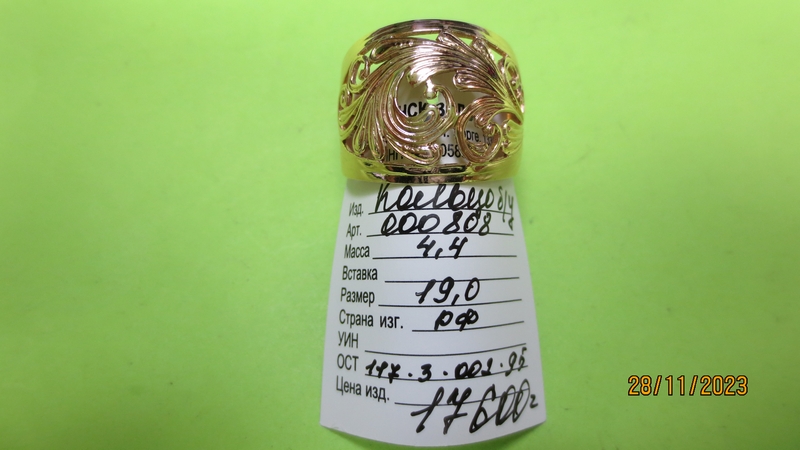 Изд. Кольцо б/у
Арт. 000808
Масса 4,4
Вставка
Размер 19,0
Страна изг. РФ
УИН
ОСТ 117-3-002-95
Цена изд. 17600
28/11/2023